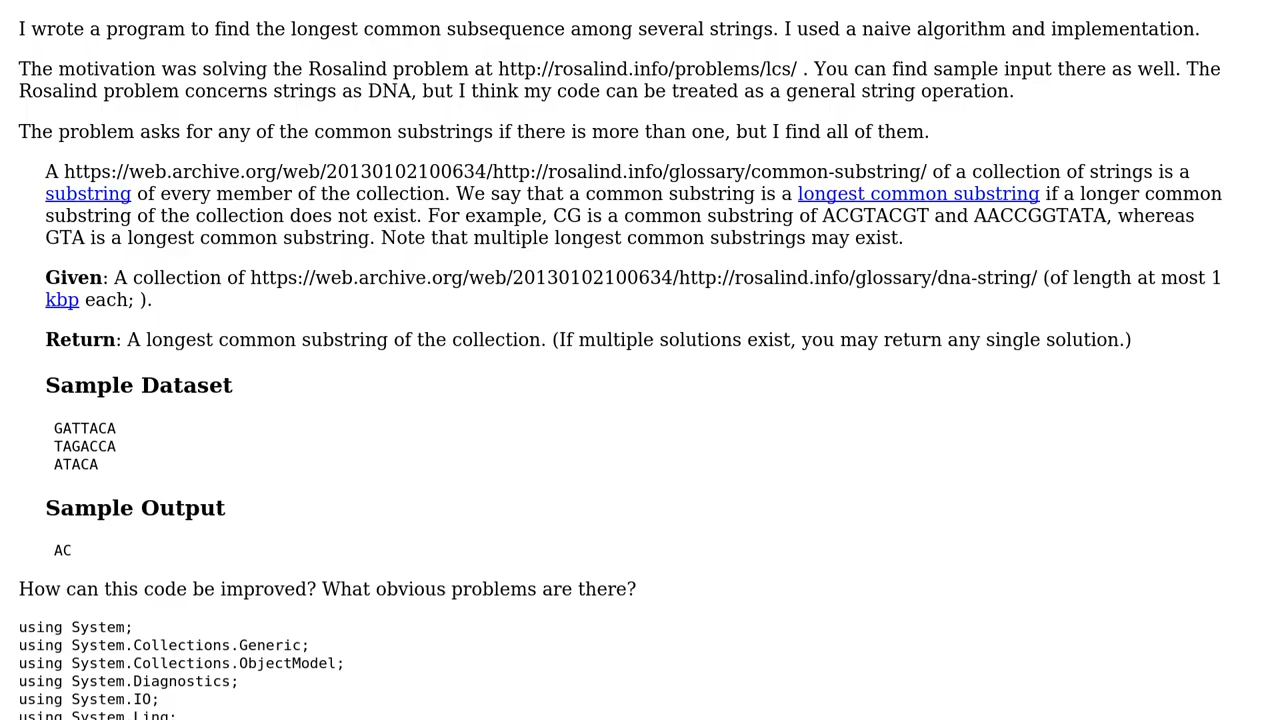 I wrote a program to find the longest common subsequence among several strings. I used a naive algorithm and implementation.
The motivation was solving the Rosalind problem at http://rosalind.info/problems/lcs/ . You can find sample input there as well. The
Rosalind problem concerns strings as DNA, but I think my code can be treated as a general string operation.
The problem asks for any of the common substrings if there is more than one, but I find all of them.
A https://web.archive.org/web/20130102100634/http://rosalind.info/glossary/common-substring/ of a collection of strings is a
substring of every member of the collection. We say that a common substring is a longest common substring if a longer common
substring of the collection does not exist. For example, CG is a common substring of ACGTACGT and AACCGGTATA, whereas
GTA is a longest common substring. Note that multiple longest common substrings may exist.
Given: A collection of https://web.archive.org/web/20130102100634/http://rosalind.info/glossary/dna-string/ (of length at most 1
kbp each; ).
Return: A longest common substring of the collection. (If multiple solutions exist, you may return any single solution.)
Sample Dataset
GATTACA
TAGACCA
ATACA
Sample Output
AC
How can this code be improved? What obvious problems are there?
using System;
using System.Collections.Generic;
using System.Collections.ObjectModel;
using System.Diagnostics;
using System.IO;
using System.Linq;